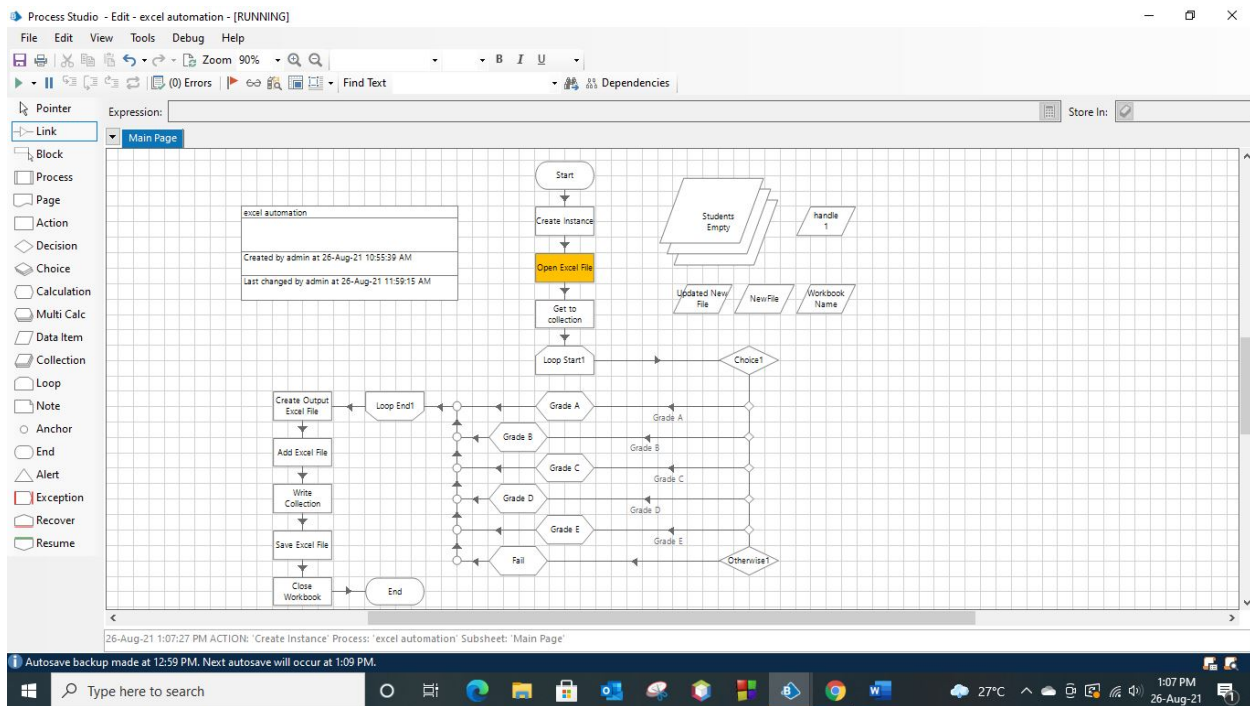 Process Studio - Edit - excel automation - [RUNNING]
File Edit View Tools Debug Help
Zoom 90% B I U
(0) Errors Find Text Dependencies
Pointer
Link
Block
Process
Page
Action
Decision
Choice
Calculation
Multi Calc
Data Item
Collection
Loop
Note
Anchor
End
Alert
Exception
Recover
Resume
Expression: Store In:
Main Page
excel automation
Created by admin at 26-Aug-21 10:55:39 AM
Last changed by admin at 26-Aug-21 11:59:15 AM
Start
Create Instance
Open Excel File
Get to
collection
Loop Start1
Students
Empty
handle
1
Updated New
File
NewFile
Workbook
Name
Choice1
Grade A
Grade A
Grade B
Grade B
Grade C
Grade C
Grade D
Grade D
Grade E
Grade E
Fail
Otherwise1
Loop End1
Create Output
Excel File
Add Excel File
Write
Collection
Save Excel File
Close
Workbook
End
26-Aug-21 1:07:27 PM ACTION: 'Create Instance' Process: 'excel automation' Subsheet: 'Main Page'
Autosave backup made at 12:59 PM. Next autosave will occur at 1:09 PM.
Type here to search
27°C
1:07 PM
26-Aug-21